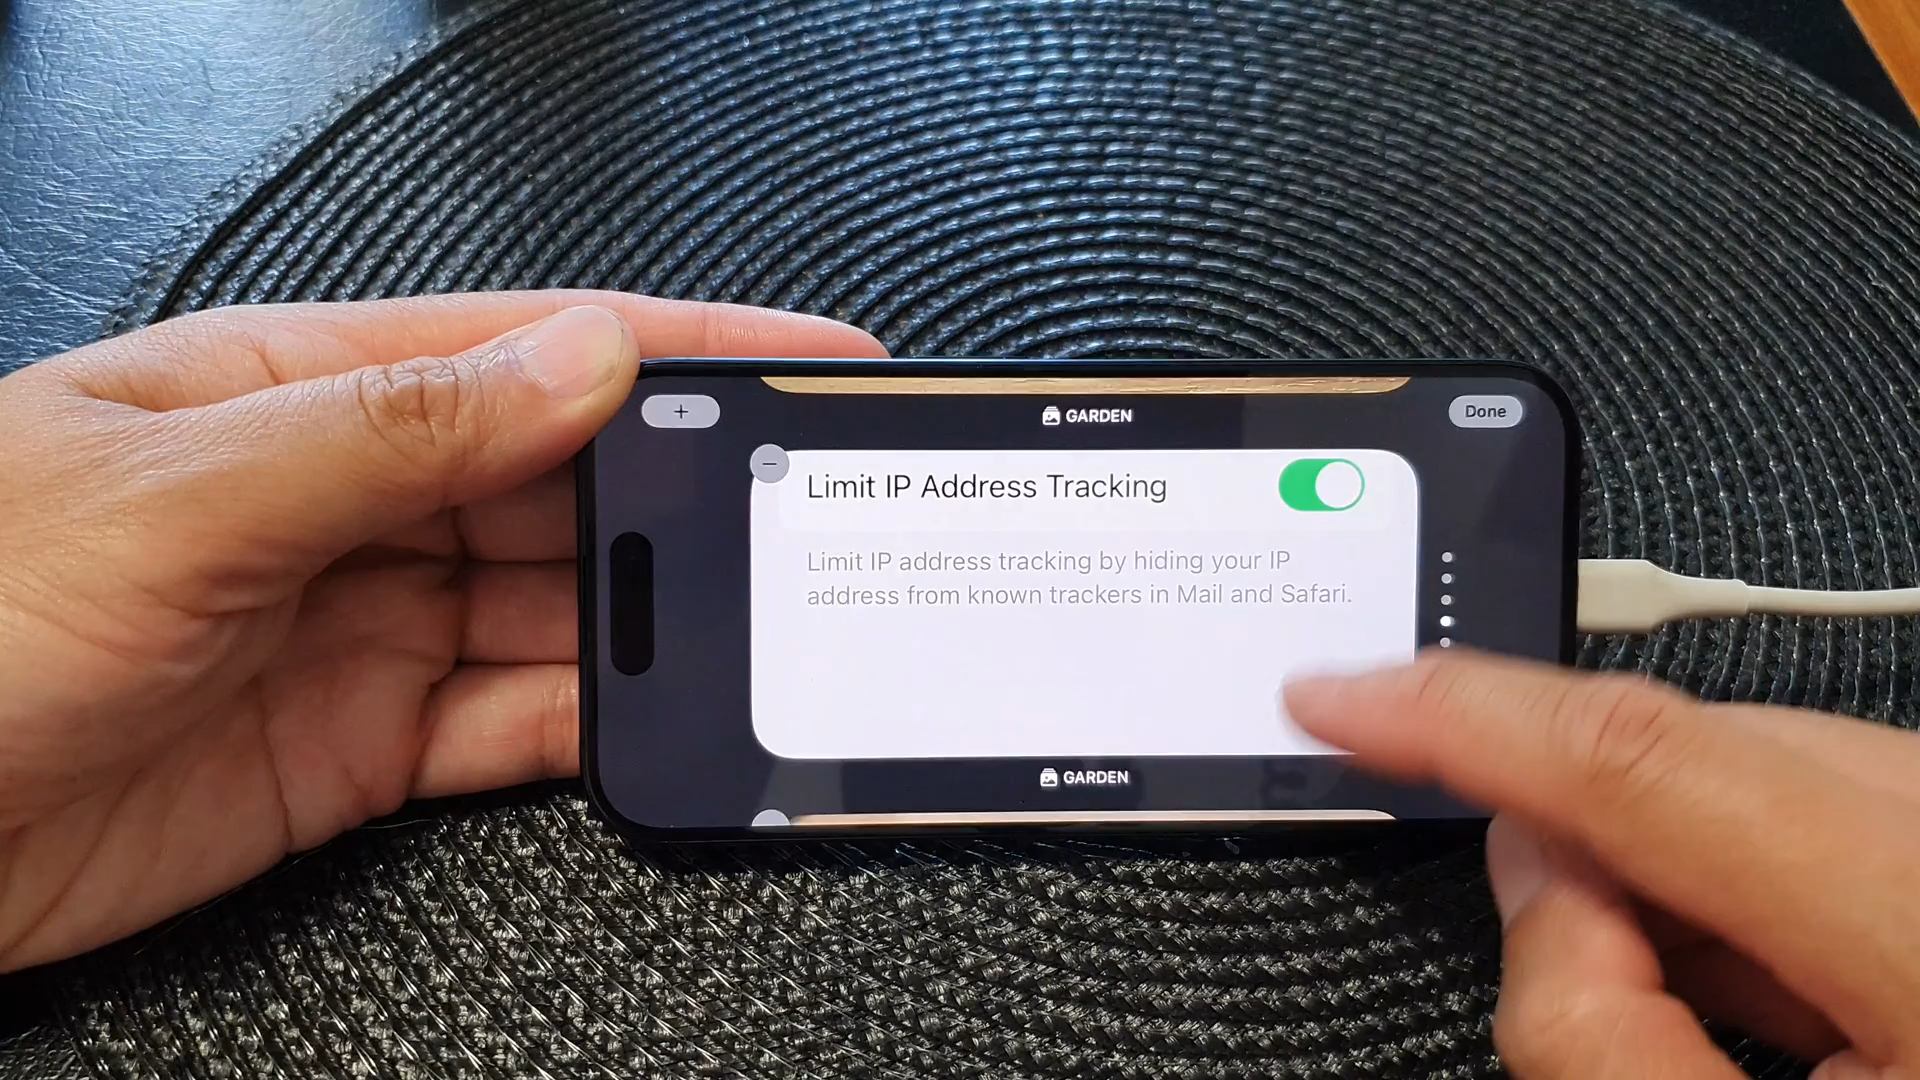 +
GARDEN
Done
Limit IP Address Tracking
Limit IP address tracking by hiding your IP
address from known trackers in Mail and Safari.
GARDEN